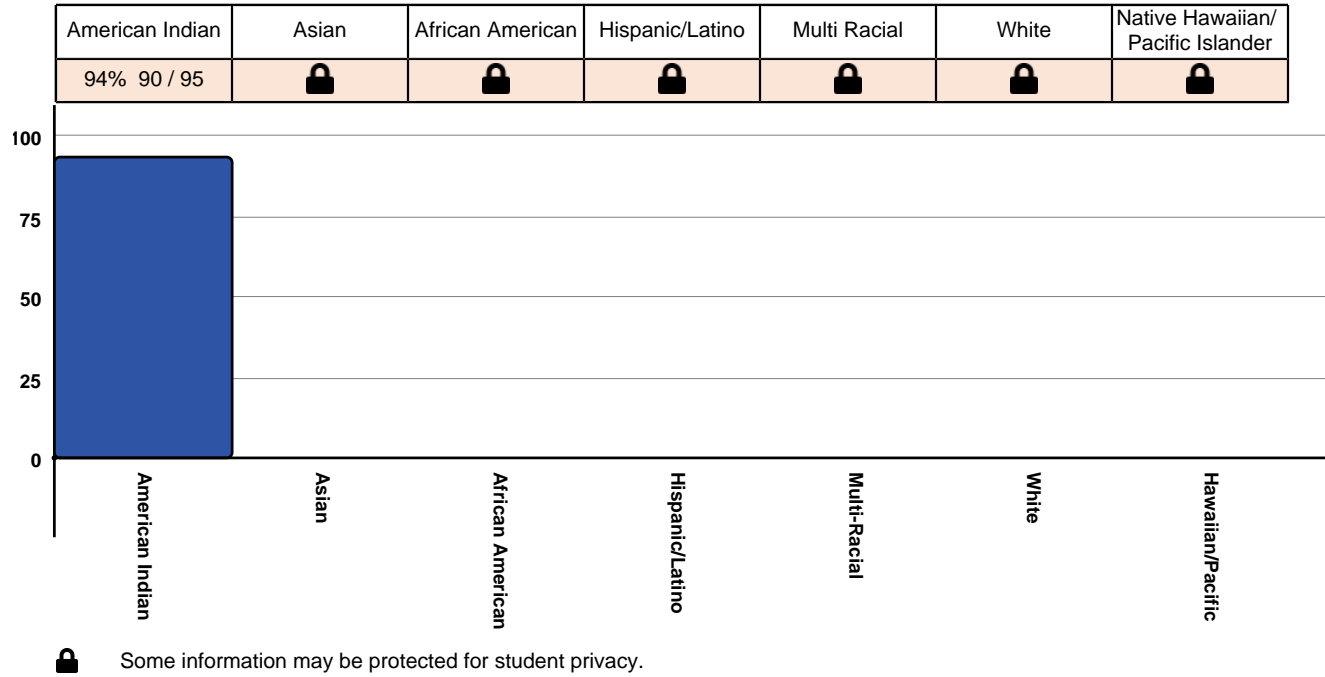 American Indian Asian African American Hispanic/Latino Multi Racial White Native Hawaiian/
Pacific Islander
94% 90 / 95
100
75
50
25
0
American Indian
Asian
African American
Hispanic/Latino
Multi-Racial
White
Hawaiian/Pacific
Some information may be protected for student privacy.